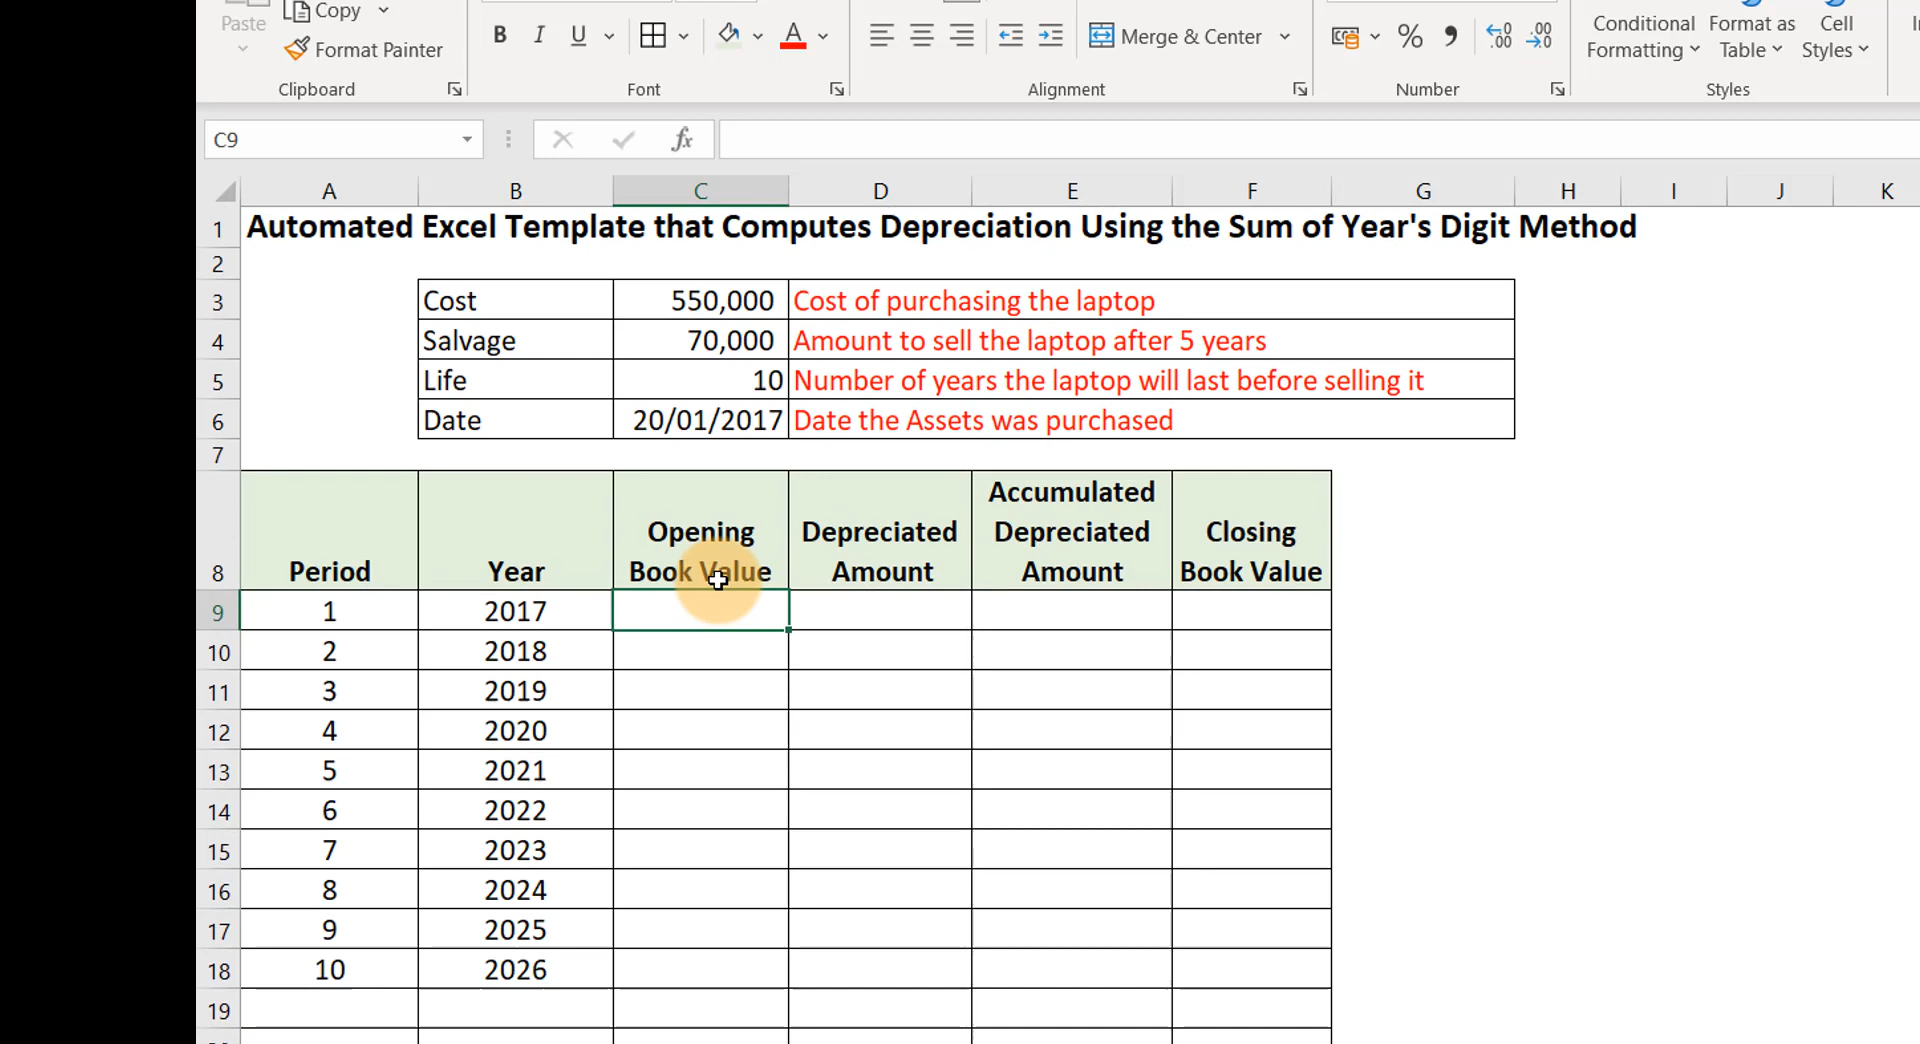 Paste
Copy
Format Painter
B I U A
Merge & Center
% 9
.00
.00
Conditional Formatting
Format as Table
Cell Styles
Clipboard Font Alignment Number Styles
C9 fx
A B C D E F G H I J K
1 Automated Excel Template that Computes Depreciation Using the Sum of Year's Digit Method
2
3 Cost 550,000 Cost of purchasing the laptop
4 Salvage 70,000 Amount to sell the laptop after 5 years
5 Life 10 Number of years the laptop will last before selling it
6 Date 20/01/2017 Date the Assets was purchased
7
8 Period Year Opening Book Value Depreciated Amount Accumulated Depreciated Amount Closing Book Value
9 1 2017
10 2 2018
11 3 2019
12 4 2020
13 5 2021
14 6 2022
15 7 2023
16 8 2024
17 9 2025
18 10 2026
19